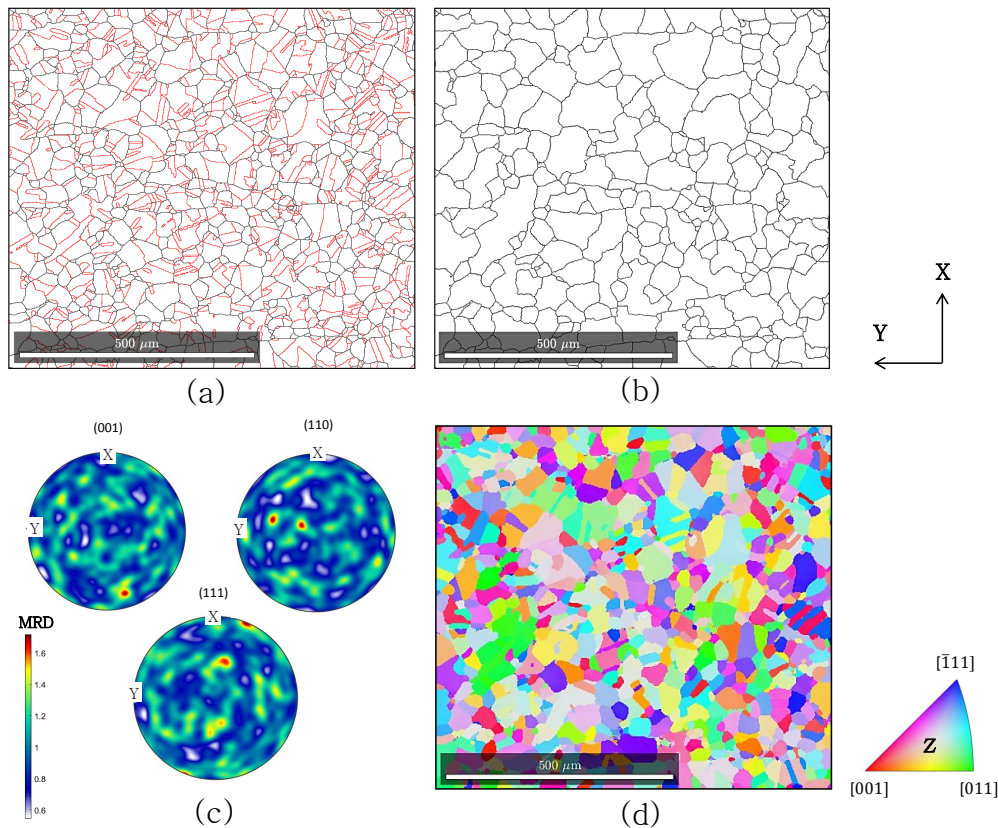 500 μm
500 μm
X
Y
(a)
(b)
(001)
(110)
X
X
Y
Y
(111)
X
MRD
1.6
Y
1.4
1.2
1
0.8
0.6
500 μm
[1̄11]
Z
[001]
[011]
(c)
(d)